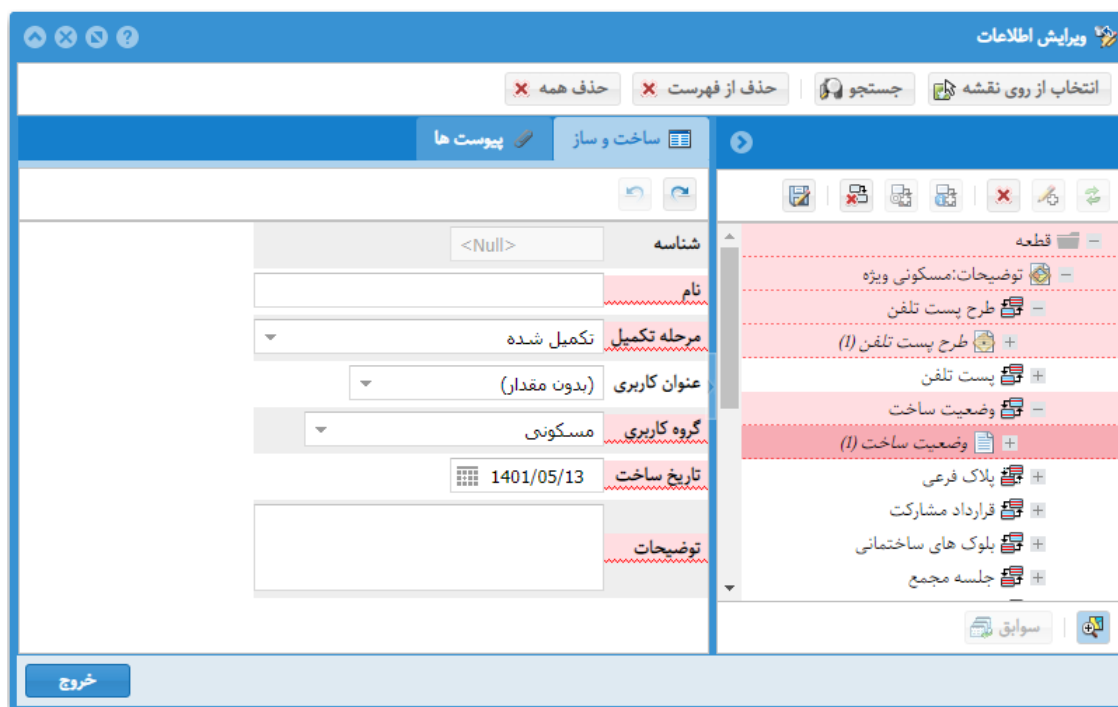 ویرایش اطلاعات
انتخاب از روی نقشه
جستجو
حذف از فهرست
حذف همه
قطعه
توضیحات:مسکونی ویژه
طرح پست تلفن
طرح پست تلفن (1)
پست تلفن
وضعیت ساخت
وضعیت ساخت (1)
پلاک فرعی
قرارداد مشارکت
بلوک های ساختمانی
جلسه مجمع
سوابق
ساخت و ساز
پیوست ها
شناسه <Null>
نام
مرحله تکمیل تکمیل شده
عنوان کاربری (بدون مقدار)
گروه کاربری مسکونی
تاریخ ساخت 1401/05/13
توضیحات
خروج